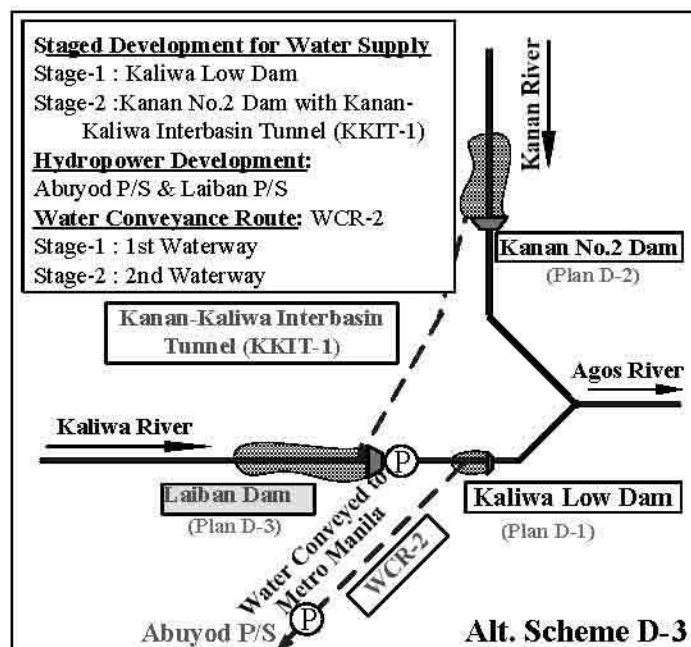 Staged Development for Water Supply
Stage-1 : Kaliwa Low Dam
Stage-2 :Kanan No.2 Dam with Kanan-
Kaliwa Interbasin Tunnel (KKIT-1)
Hydropower Development:
Abuyod P/S & Laiban P/S
Water Conveyance Route: WCR-2
Stage-1 : 1st Waterway
Stage-2 : 2nd Waterway
Kanan River
Kanan No.2 Dam
(Plan D-2)
Kanan-Kaliwa Interbasin
Tunnel (KKIT-1)
Agos River
Kaliwa River
P
Laiban Dam
(Plan D-3)
Kaliwa Low Dam
(Plan D-1)
Water Conveyed to
Metro Manila
WCR-2
P
Abuyod P/S
Alt. Scheme D-3